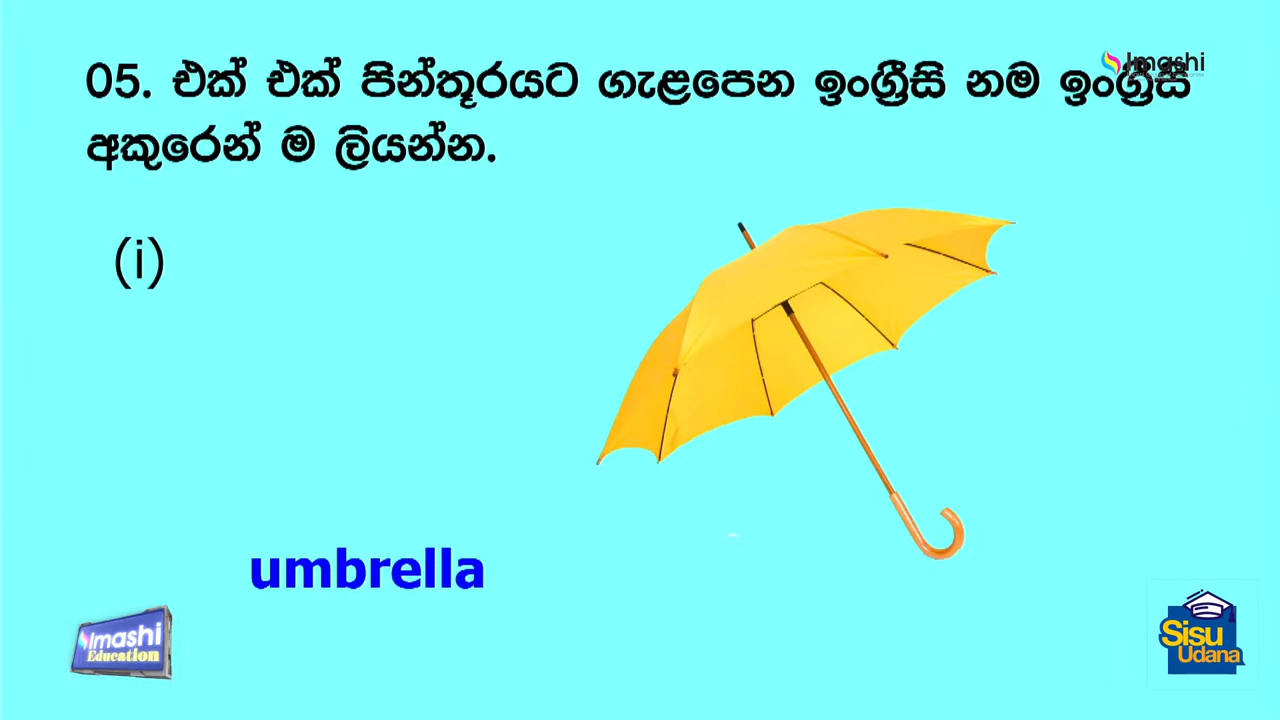 05. එක් එක් පින්තූරයට ගැළපෙන ඉංග්‍රීසි නම ඉංග්‍රීසි
Imashi
අකුරෙන් ම ලියන්න.
(i)
umbrella
Imashi
Education
Sisu
Udana